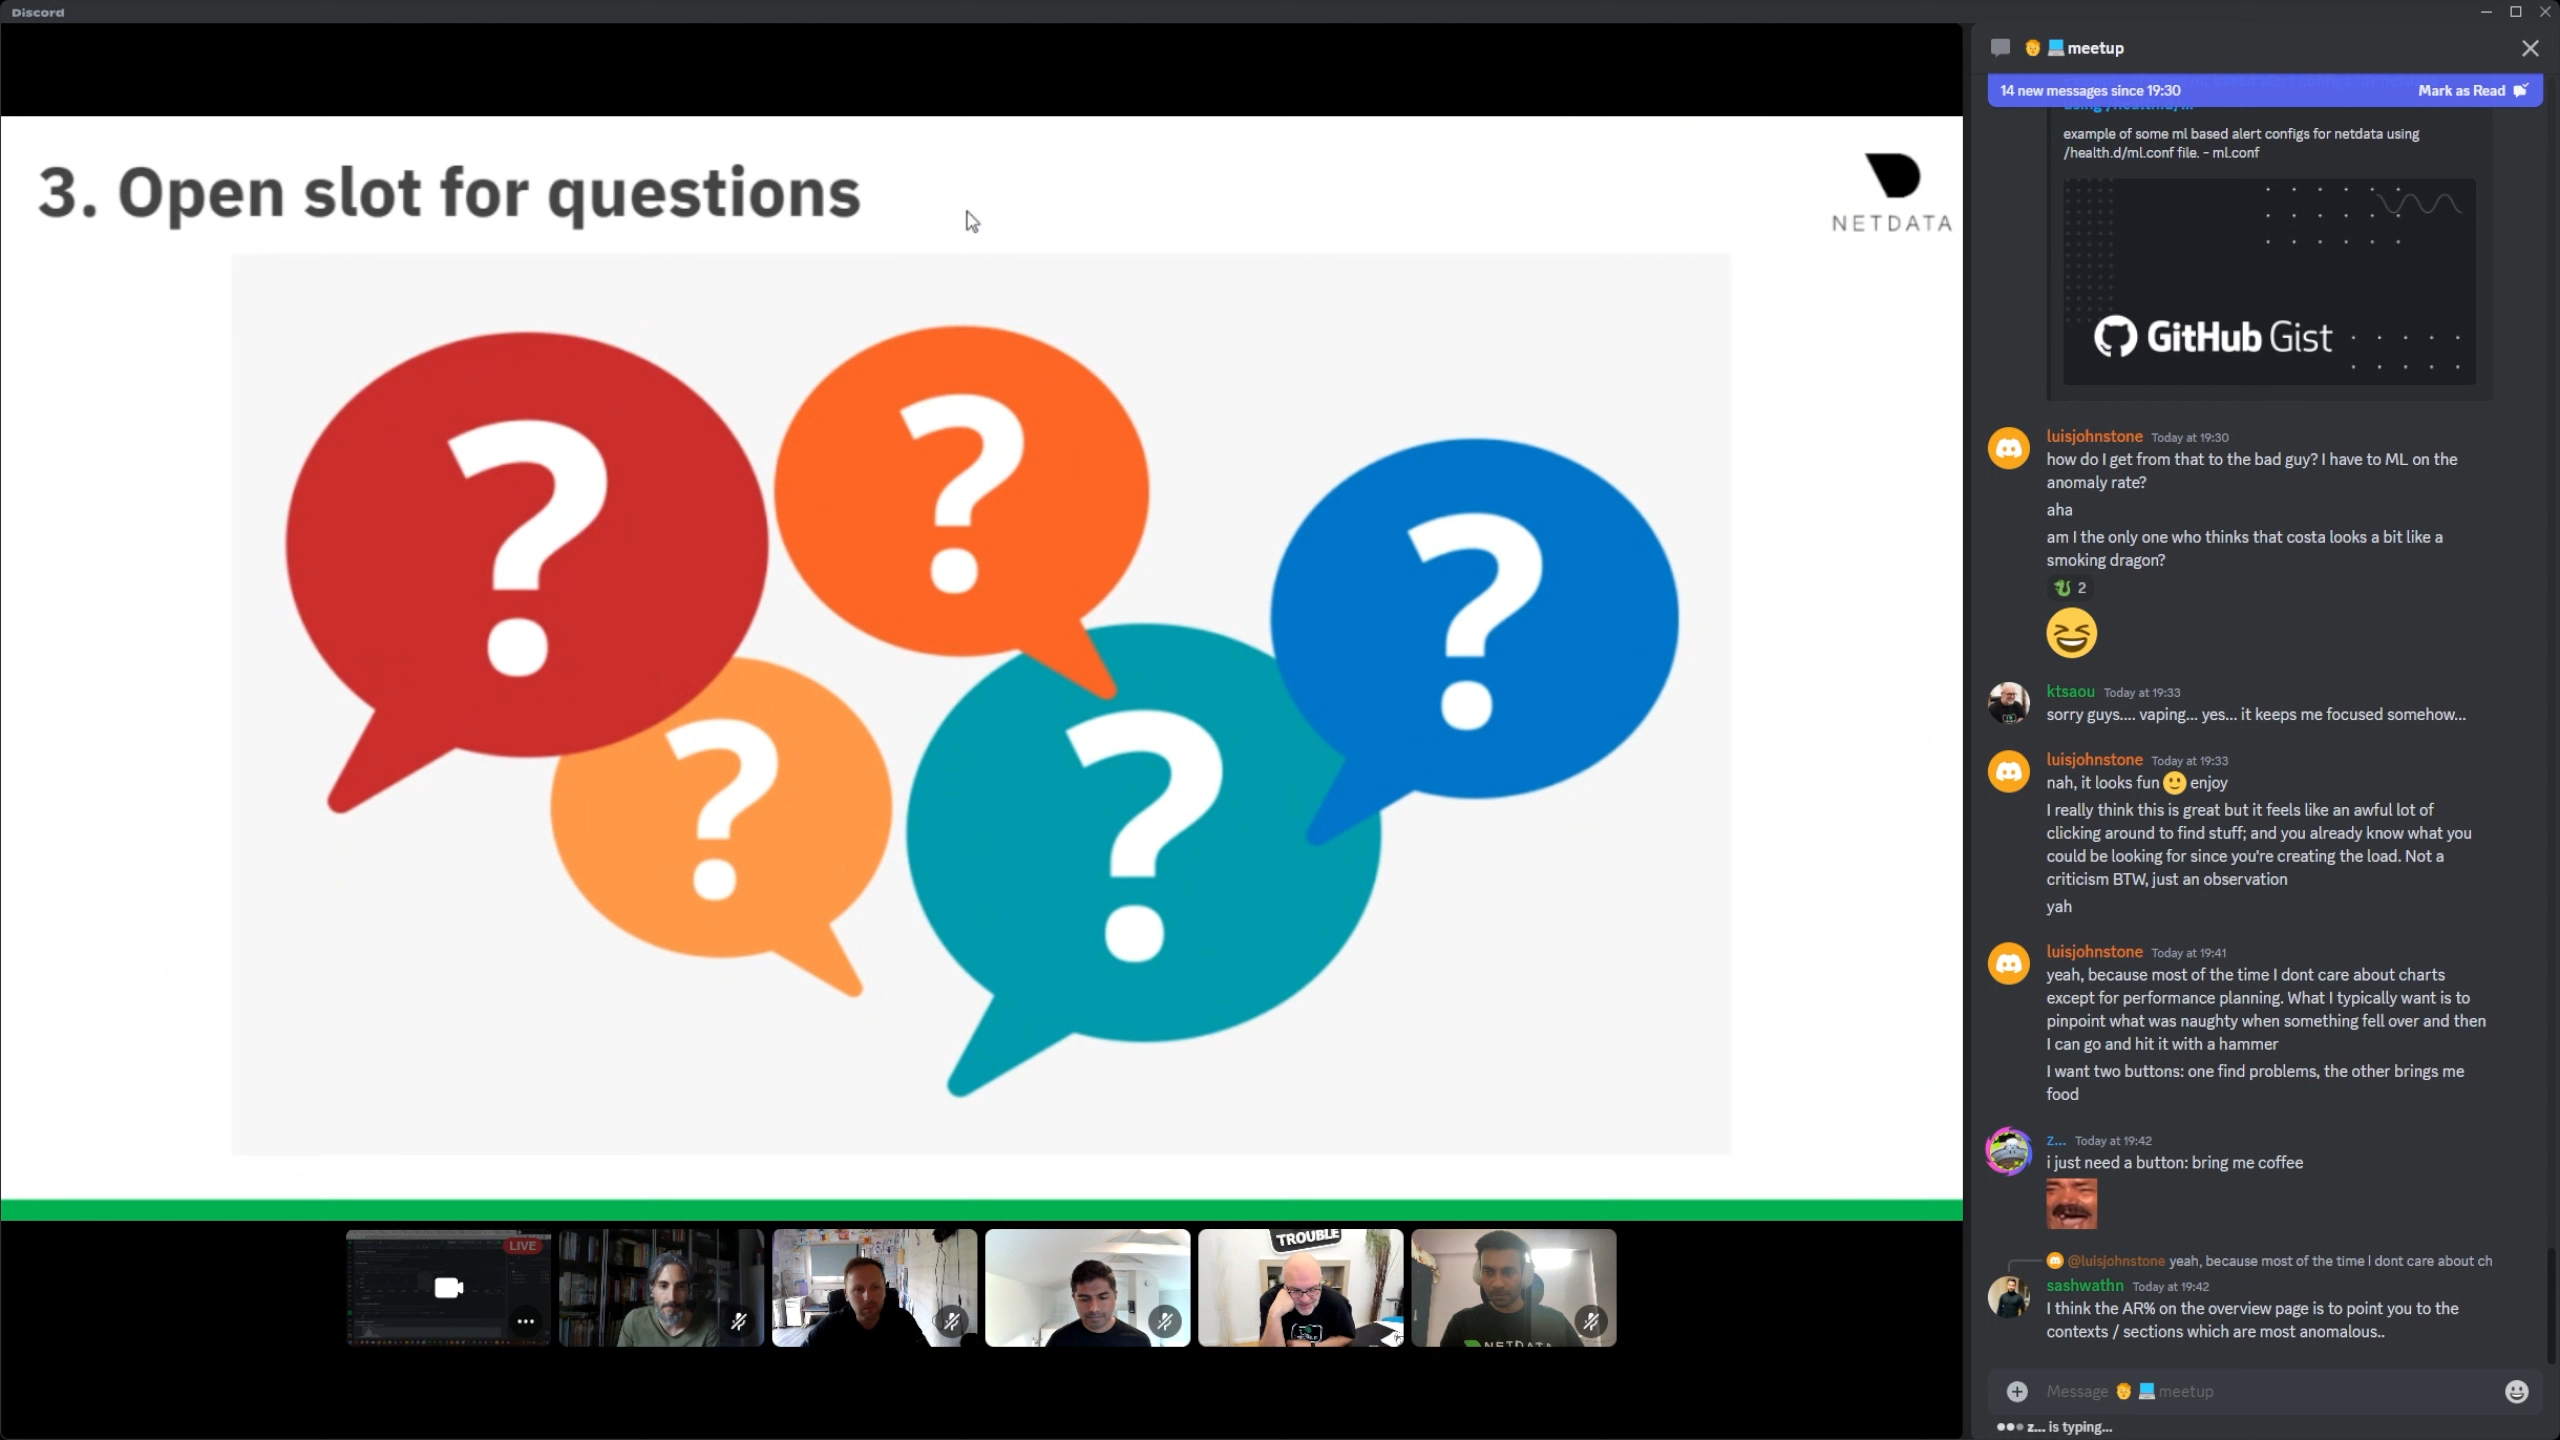 Discord
3. Open slot for questions
NETDATA
?
?
?
?
?
LIVE
TROUBLE
NETDATA
meetup
14 new messages since 19:30
Mark as Read
example of some ml based alert configs for netdata using
/health.d/ml.conf file. - ml.conf
GitHub Gist
luisjohnstone Today at 19:30
how do I get from that to the bad guy? I have to ML on the
anomaly rate?
aha
am I the only one who thinks that costa looks a bit like a
smoking dragon?
2
ktsaou Today at 19:33
sorry guys.... vaping... yes... it keeps me focused somehow...
luisjohnstone Today at 19:33
nah, it looks fun 🙂 enjoy
I really think this is great but it feels like an awful lot of
clicking around to find stuff; and you already know what you
could be looking for since you're creating the load. Not a
criticism BTW, just an observation
yah
luisjohnstone Today at 19:41
yeah, because most of the time I dont care about charts
except for performance planning. What I typically want is to
pinpoint what was naughty when something fell over and then
I can go and hit it with a hammer
I want two buttons: one find problems, the other brings me
food
z... Today at 19:42
i just need a button: bring me coffee
@luisjohnstone yeah, because most of the time I dont care about ch
sashwathn Today at 19:42
I think the AR% on the overview page is to point you to the
contexts / sections which are most anomalous..
Message meetup
z... is typing...